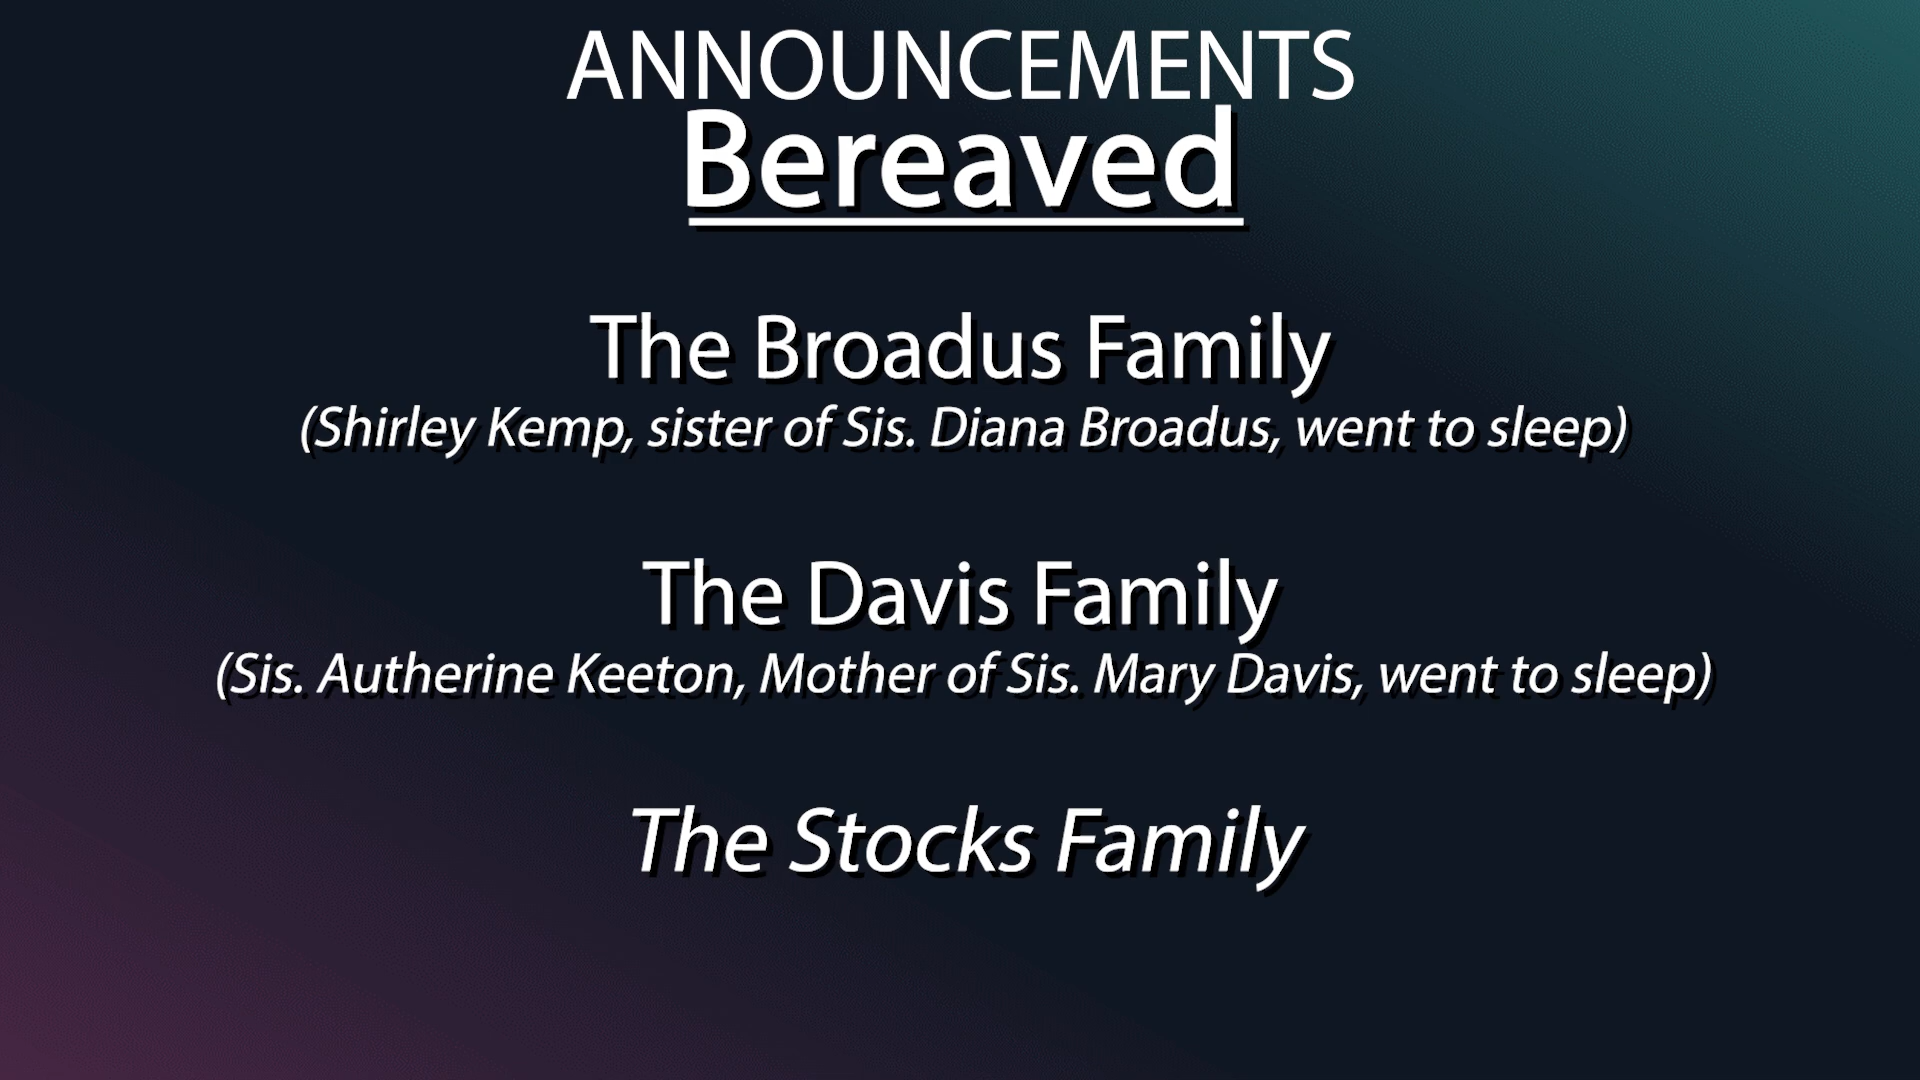 ANNOUNCEMENTS
Bereaved
The Broadus Family
(Shirley Kemp, sister of Sis. Diana Broadus, went to sleep)
The Davis Family
(Sis. Autherine Keeton, Mother of Sis. Mary Davis, went to sleep)
The Stocks Family